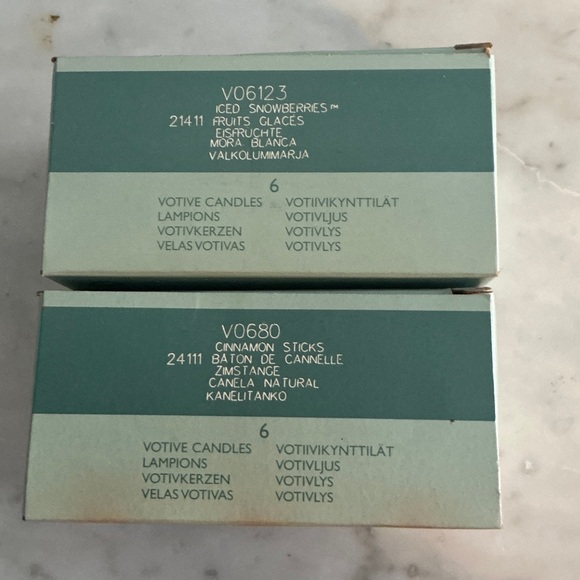 V06123
ICED SNOWBERRIES™
21411 FRUITS GLACÉS
EISFRUCHTE
MORA BLANCA
VALKOLUMIMARJA
6
VOTIVE CANDLES VOTIIVIKYNTTILÄT
LAMPIONS VOTIVLJUS
VOTIVKERZEN VOTIVLYS
VELAS VOTIVAS VOTIVLYS
V0680
CINNAMON STICKS
24111 BÂTON DE CANNELLE
ZIMSTANGE
CANELA NATURAL
KANELITANKO
6
VOTIVE CANDLES VOTIIVIKYNTTILÄT
LAMPIONS VOTIVLJUS
VOTIVKERZEN VOTIVLYS
VELAS VOTIVAS VOTIVLYS